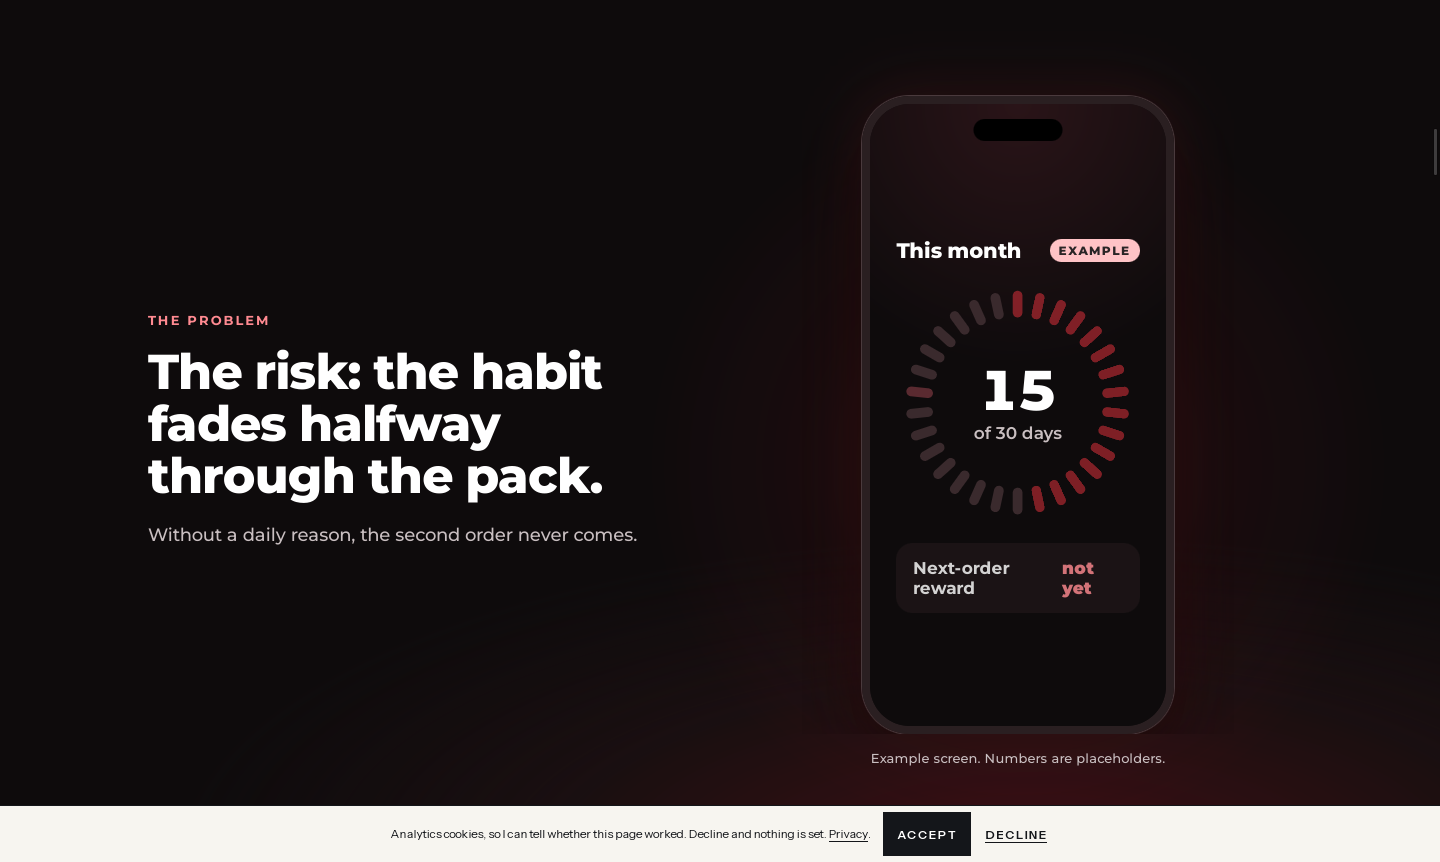 THE PROBLEM
The risk: the habit
fades halfway
through the pack.
Without a daily reason, the second order never comes.
This month
EXAMPLE
15
of 30 days
Next-order
reward
not
yet
Example screen. Numbers are placeholders.
Analytics cookies, so I can tell whether this page worked. Decline and nothing is set. Privacy.
ACCEPT
DECLINE